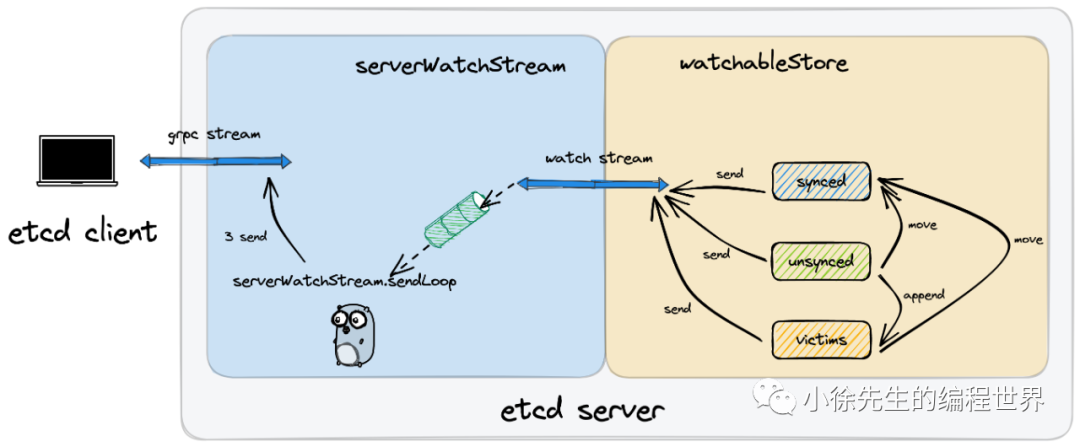 serverWatchStream
watchableStore
grpc stream
watch stream
send
synced
etcd client
3 send
move
send
unsynced
move
serverWatchStream.sendLoop
append
send
victims
小徐先生的编程世界
etcd server